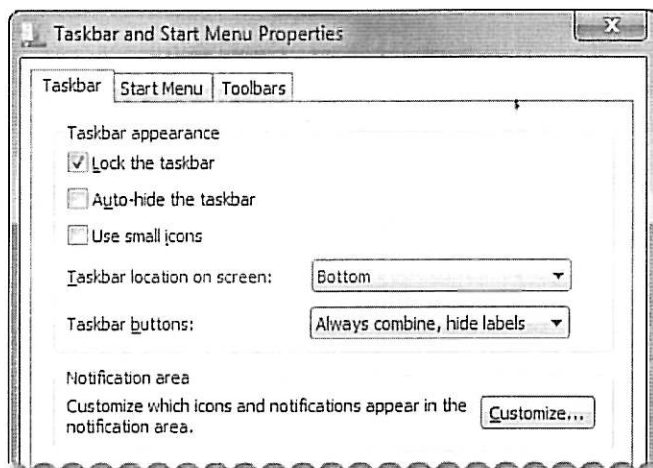 Taskbar and Start Menu Properties
X
Taskbar Start Menu Toolbars
Taskbar appearance
Lock the taskbar
Auto-hide the taskbar
Use small icons
Taskbar location on screen: Bottom
Taskbar buttons: Always combine, hide labels
Notification area
Customize which icons and notifications appear in the
notification area.
Customize...